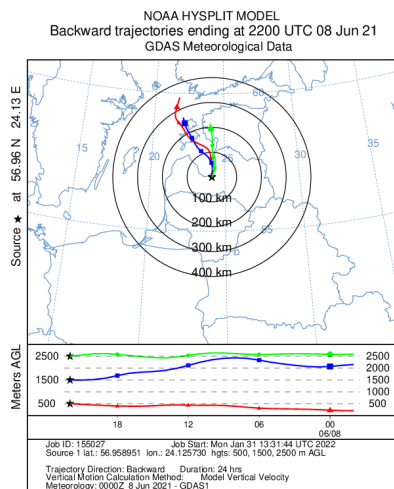 NOAA HYSPLIT MODEL
Backward trajectories ending at 2200 UTC 08 Jun 21
GDAS Meteorological Data
Source ★ at 56.96 N 24.13 E
60
35
15
20
25
30
100 km
200 km
300 km
400 km
Meters AGL
2500 2500
2000
1500 1500
1000
500 500
18 12 06 00
06/08
Job ID: 155027 Job Start: Mon Jan 31 13:31:44 UTC 2022
Source 1 lat.: 56.958951 lon.: 24.125730 hgts: 500, 1500, 2500 m AGL
Trajectory Direction: Backward Duration: 24 hrs
Vertical Motion Calculation Method: Model Vertical Velocity
Meteorology: 0000Z 8 Jun 2021 - GDAS1